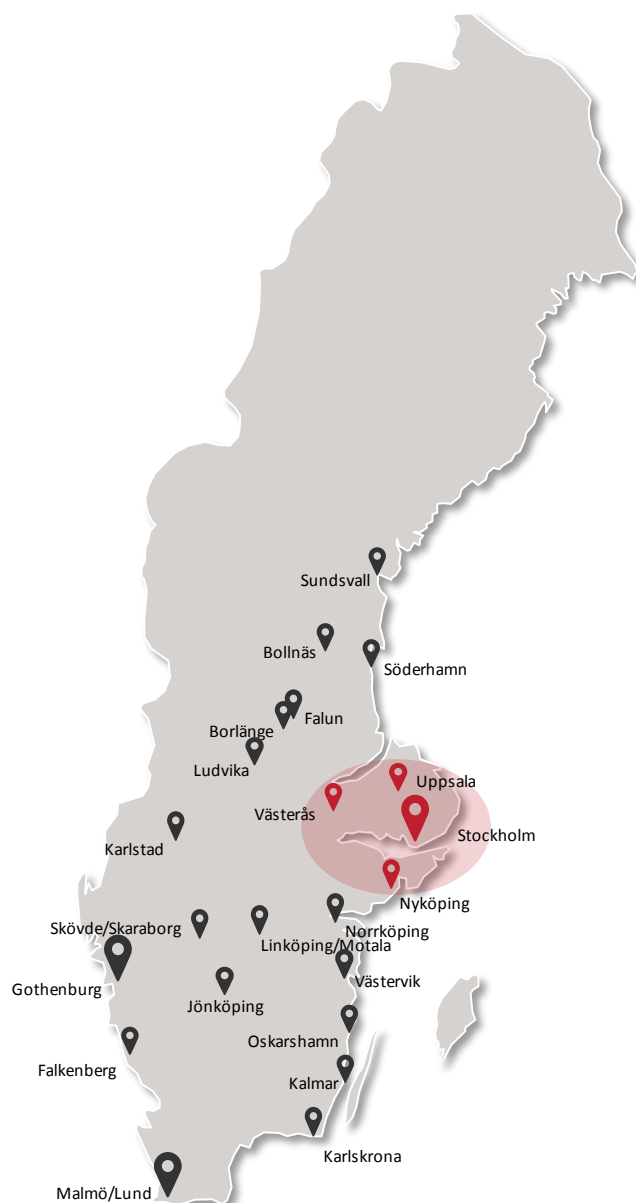 Sundsvall
Bollnäs
Söderhamn
Falun
Borlänge
Ludvika
Uppsala
Västerås
Stockholm
Karlstad
Nyköping
Skövde/Skaraborg
Norrköping
Linköping/Motala
Västervik
Gothenburg
Jönköping
Oskarshamn
Falkenberg
Kalmar
Karlskrona
Malmö/Lund